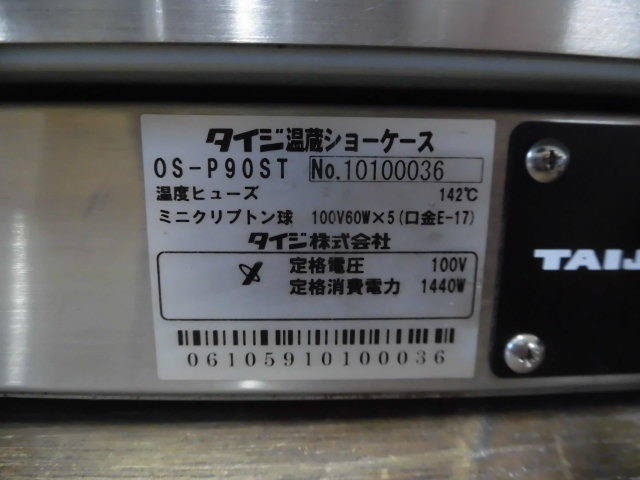 タイジ温蔵ショーケース
OS-P90ST No.10100036
温度ヒューズ 142℃
ミニクリプトン球 100V60W×5(口金E-17)
タイジ株式会社
定格電圧 100V
定格消費電力 1440W
06105910100036
TAIJ